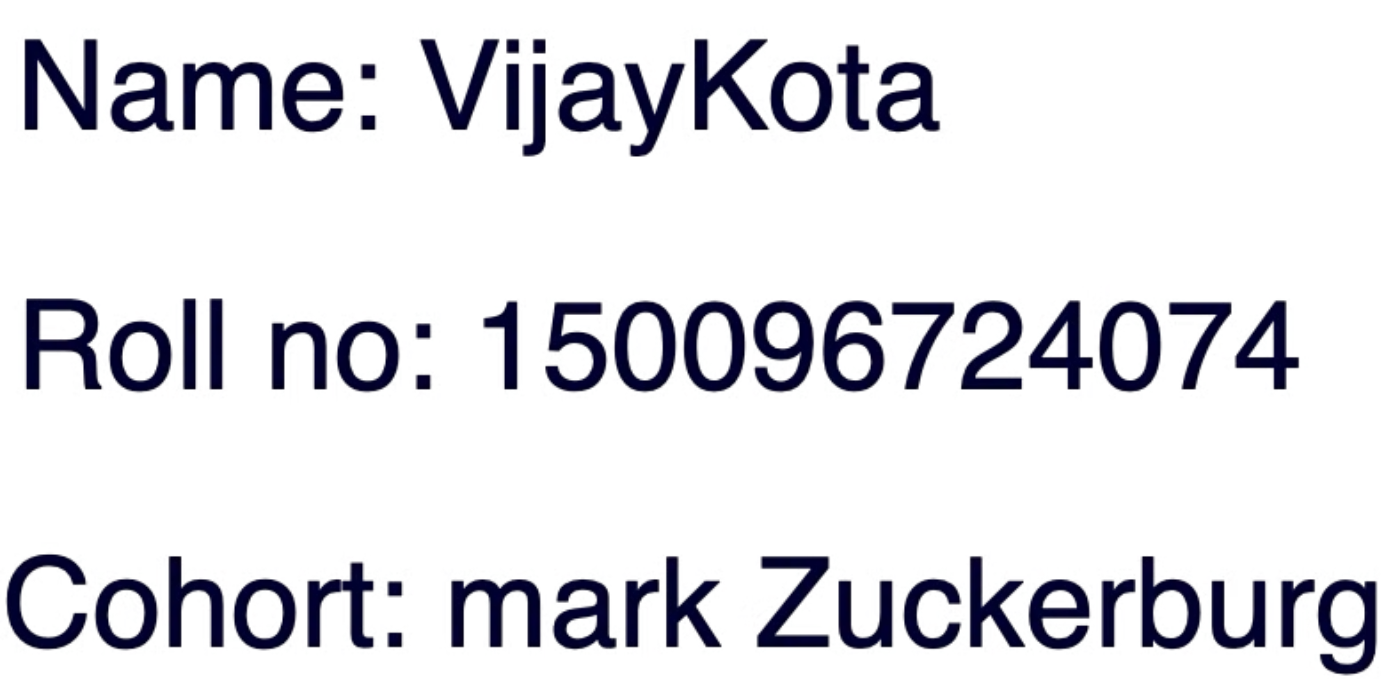 Name: VijayKota
Roll no: 150096724074
Cohort: mark Zuckerburg